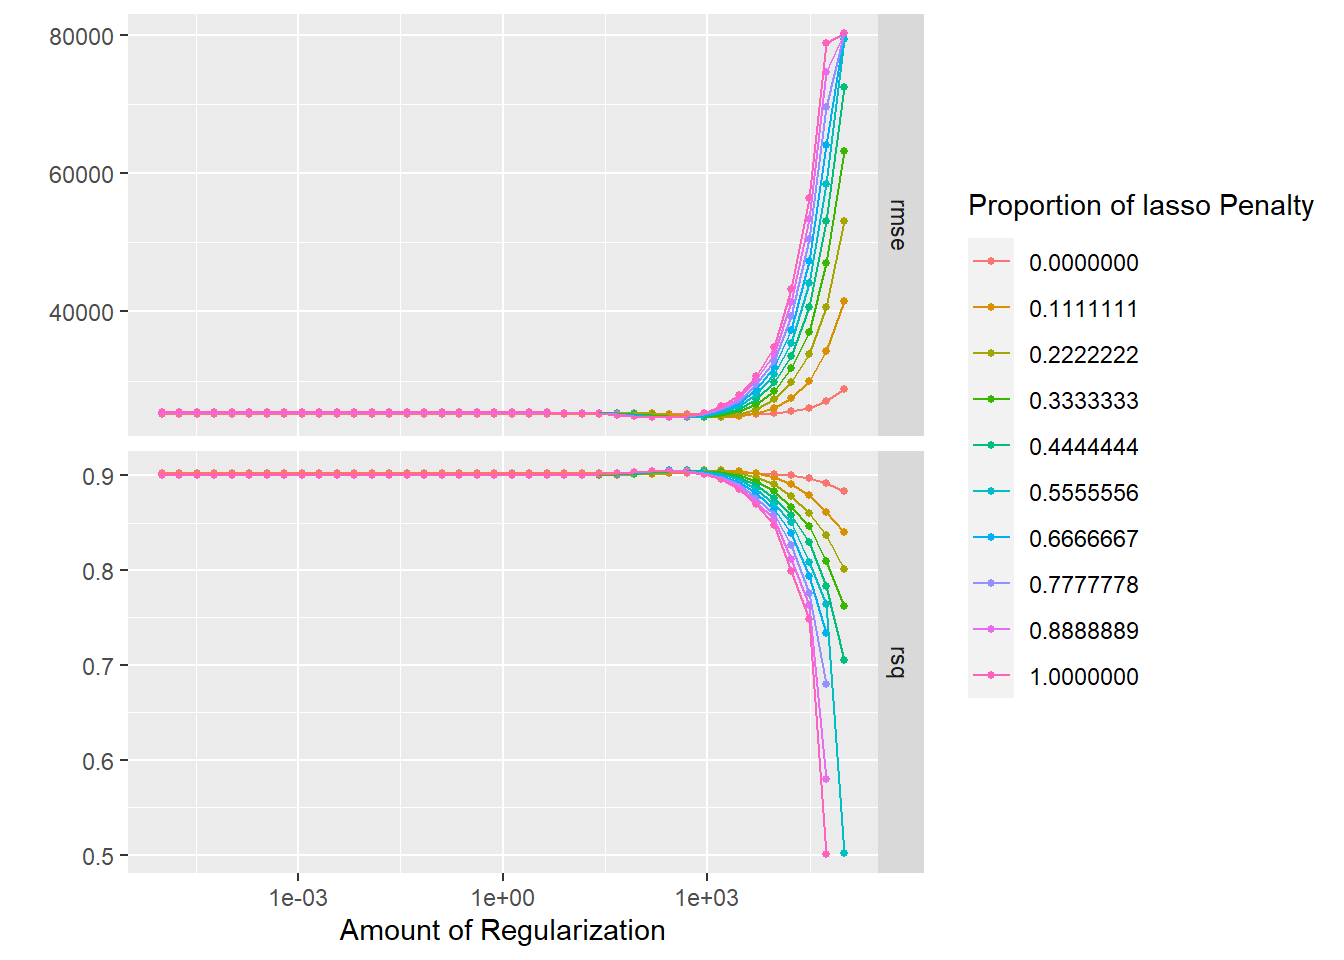 80000
60000
40000
rmse
0.9
0.8
0.7
0.6
0.5
rsq
1e-03
1e+00
1e+03
Amount of Regularization
Proportion of lasso Penalty
0.0000000
0.1111111
0.2222222
0.3333333
0.4444444
0.5555556
0.6666667
0.7777778
0.8888889
1.0000000